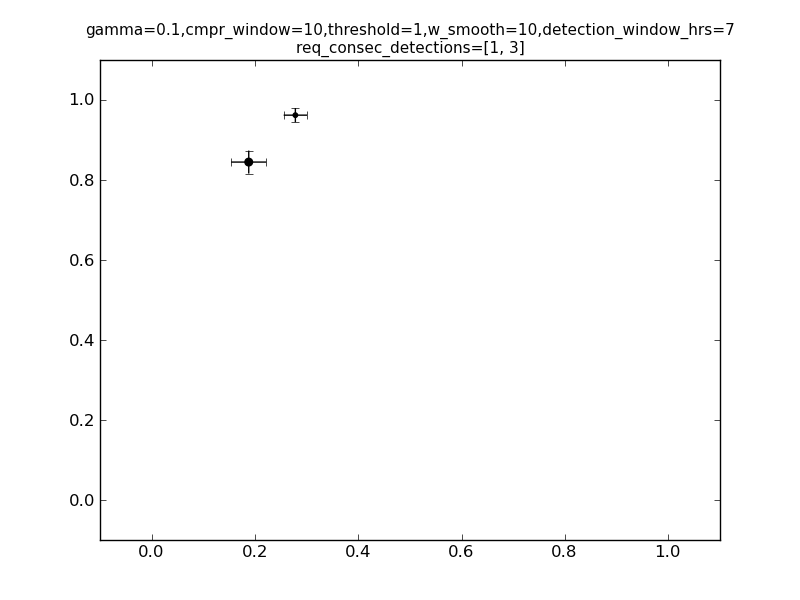 gamma=0.1,cmpr_window=10,threshold=1,w_smooth=10,detection_window_hrs=7
req_consec_detections=[1, 3]
1.0
0.8
0.6
0.4
0.2
0.0
0.0 0.2 0.4 0.6 0.8 1.0